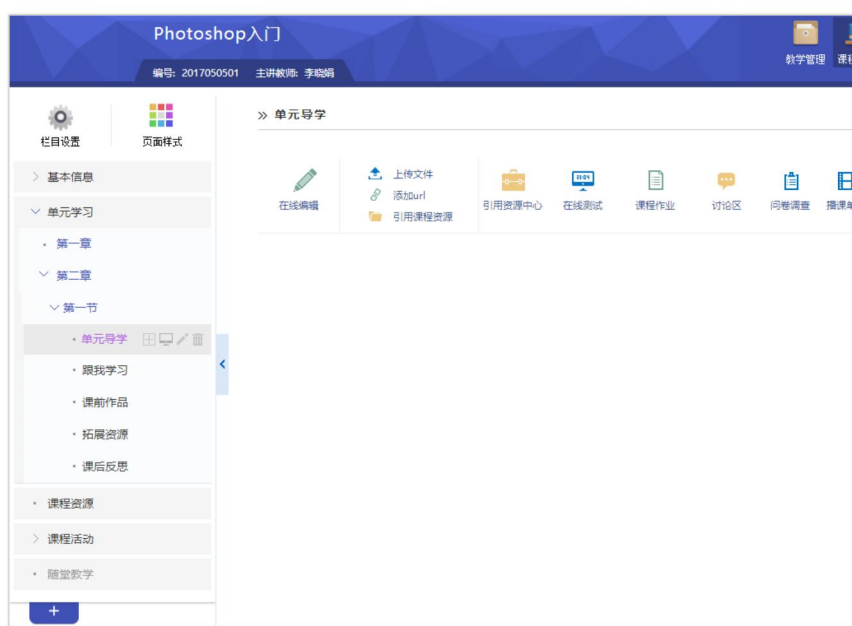 Photoshop入门
编号: 2017050501 主讲教师: 李晓娟
教学管理
栏目设置
页面样式
>> 单元导学
基本信息
单元学习
第一章
第二章
第一节
单元导学
跟我学习
课前作品
拓展资源
课后反思
课程资源
课程活动
随堂教学
在线编辑
上传文件
添加url
引用课程资源
引用资源中心
在线测试
课程作业
讨论区
问卷调查
播课单